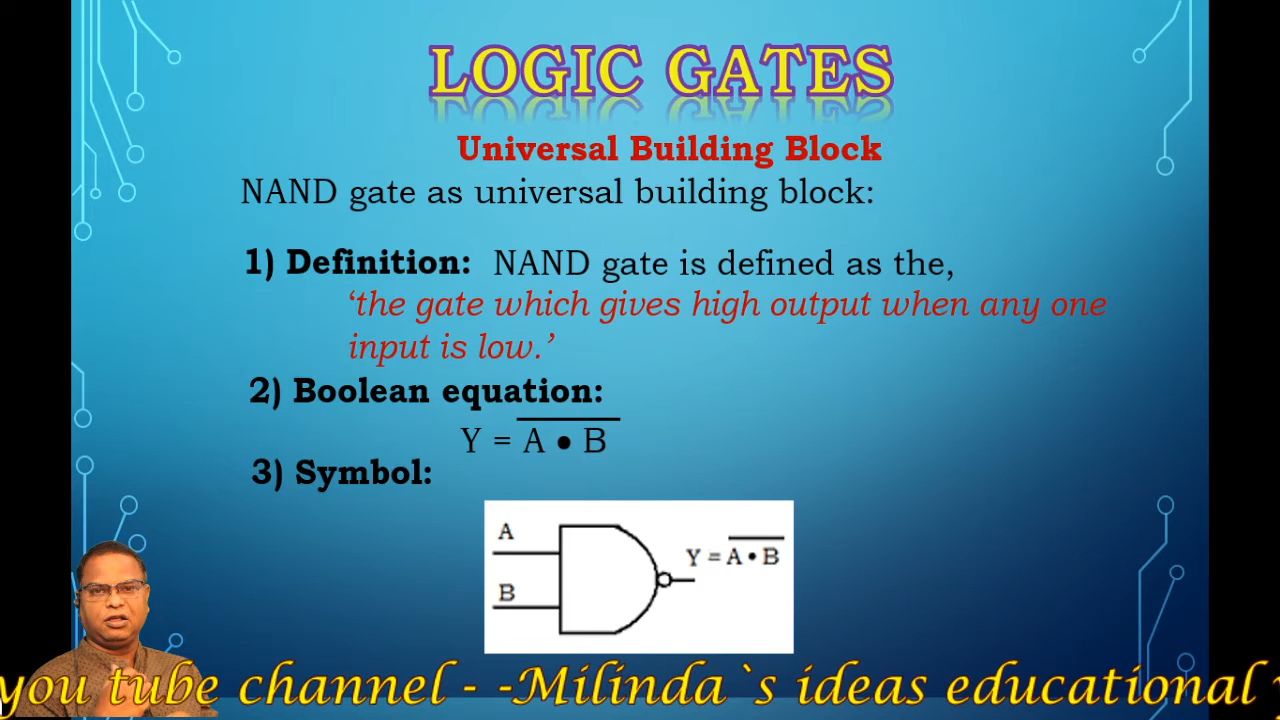 LOGIC GATES
Universal Building Block
NAND gate as universal building block:
1) Definition: NAND gate is defined as the,
‘the gate which gives high output when any one
input is low.’
2) Boolean equation:
Y = A̅ ̅•̅ ̅B̅
3) Symbol:
A
Y = A̅ ̅•̅ ̅B̅
B
you tube channel - -Milinda`s ideas educational